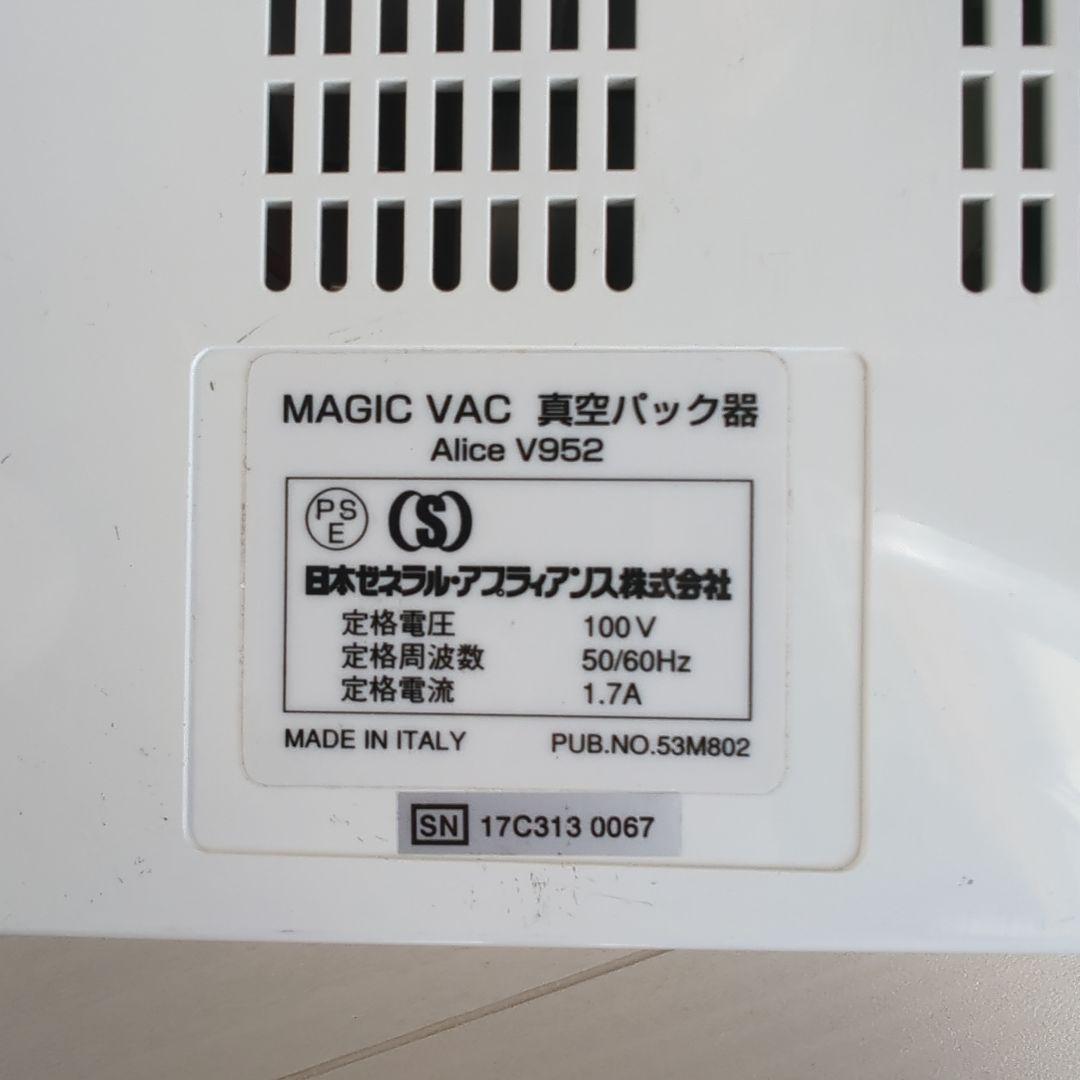 MAGIC VAC 真空パック器
Alice V952
PSE (S)
日本ゼネラル・アプライアンス株式会社
定格電圧 100V
定格周波数 50/60Hz
定格電流 1.7A
MADE IN ITALY PUB.NO.53M802
SN 17C313 0067